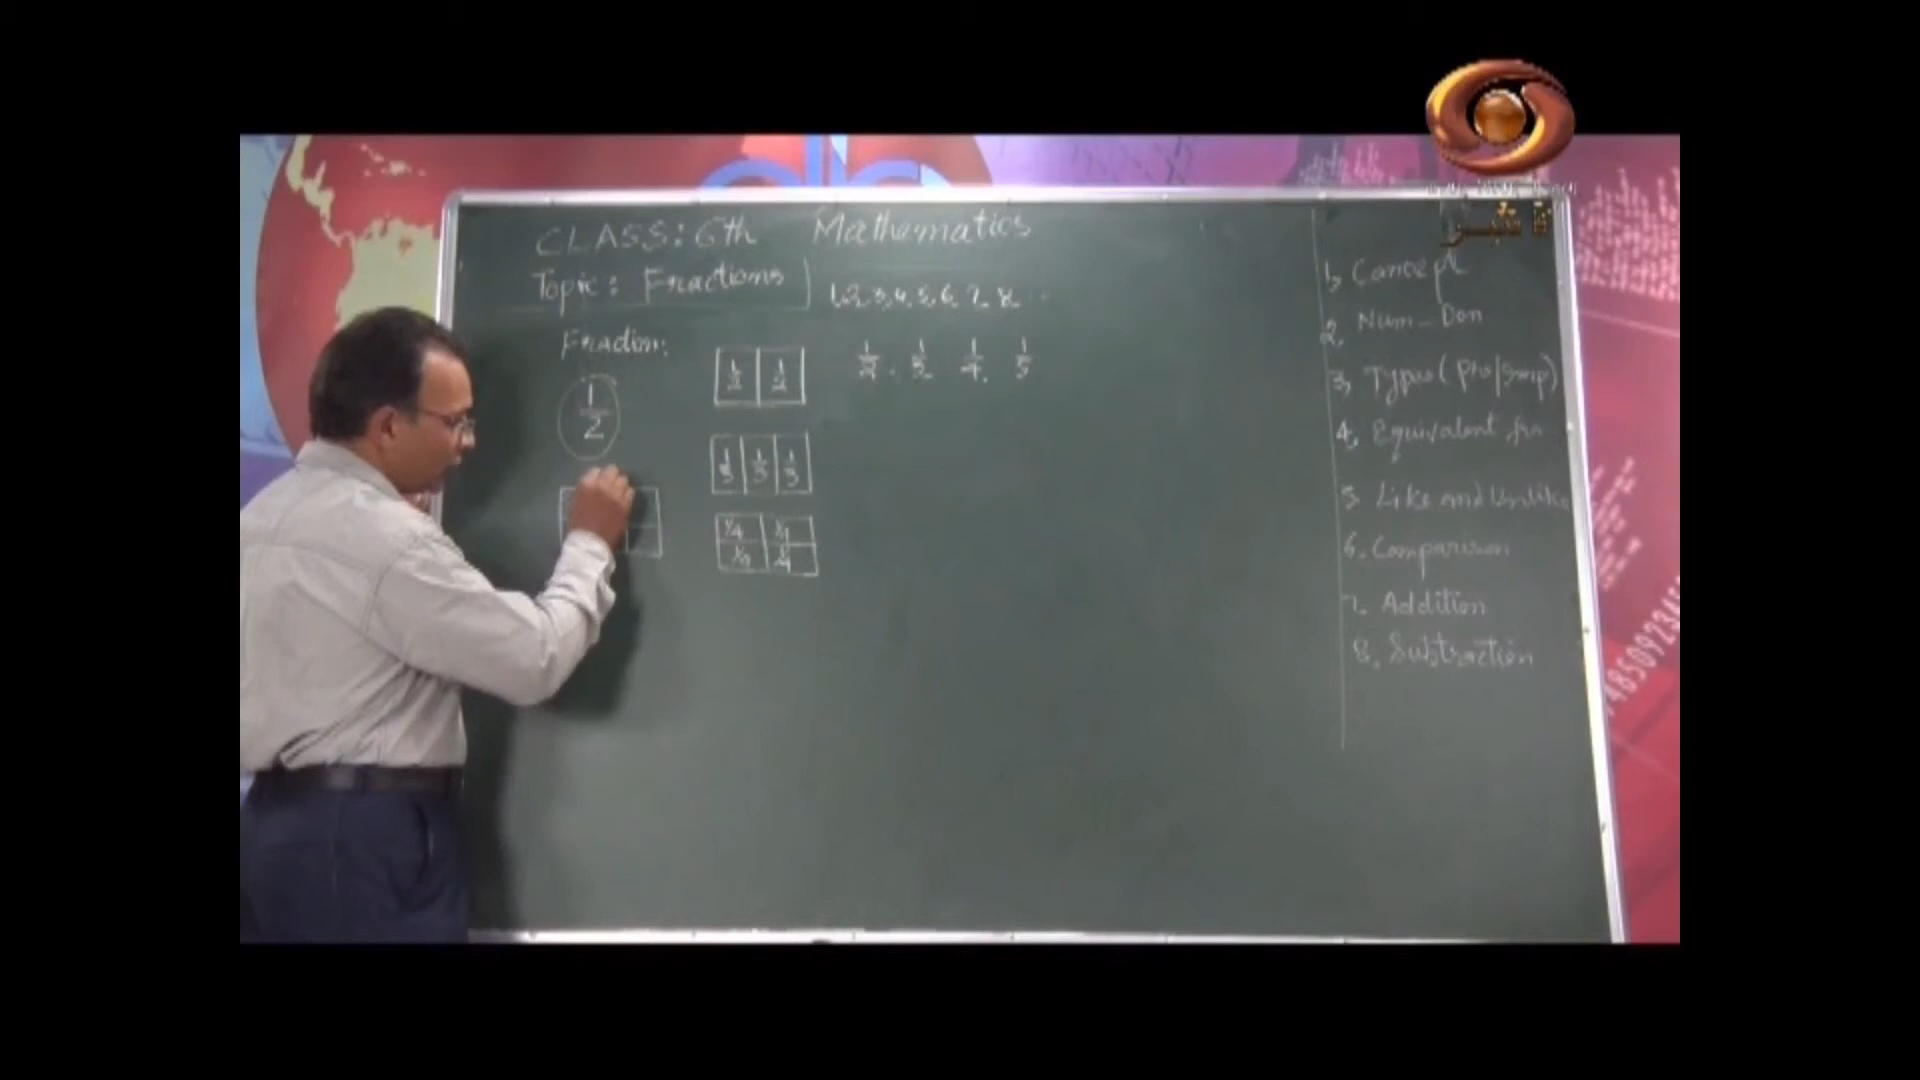 CLASS: 6th Mathematics
Topic: Fractions
1, 2, 3, 4, 5, 6, 7, 8 ...
Fraction:
1/2
1/2 1/2
1/2, 1/3 1/4, 1/5
1/3 1/3 1/3
1/4 1/4
1/4 1/4
1, Concept
2, Num - Den
3, Types (Pro/Imp)
4, Equivalent fra
5 Like and Unlike
6. Comparison
7. Addition
8. Subtraction
48509234